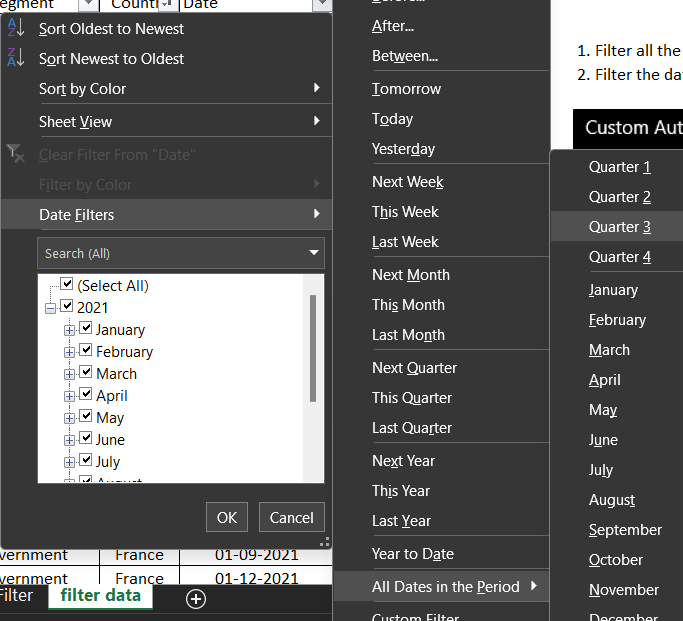 egment
Countr
Date
Sort Oldest to Newest
Sort Newest to Oldest
Sort by Color
Sheet View
Clear Filter From "Date"
Filter by Color
Date Filters
Search (All)
(Select All)
2021
January
February
March
April
May
June
July
August
OK
Cancel
vernment France 01-09-2021
vernment France 01-12-2021
Filter
filter data
Before...
After...
Between...
Tomorrow
Today
Yesterday
Next Week
This Week
Last Week
Next Month
This Month
Last Month
Next Quarter
This Quarter
Last Quarter
Next Year
This Year
Last Year
Year to Date
All Dates in the Period
Custom Filter
1. Filter all the
2. Filter the da
Custom Aut
Quarter 1
Quarter 2
Quarter 3
Quarter 4
January
February
March
April
May
June
July
August
September
October
November
December